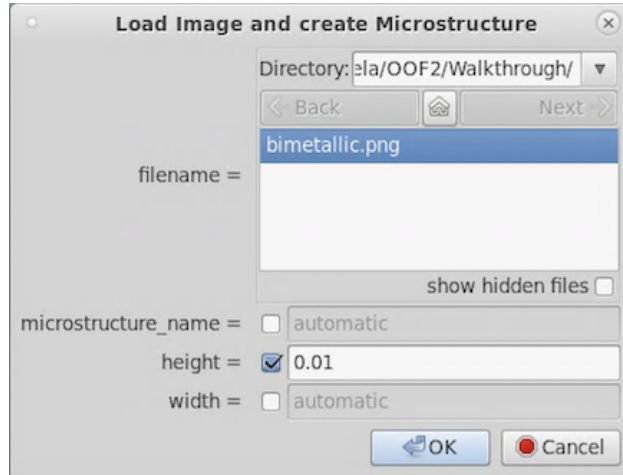 Load Image and create Microstructure
Directory: ela/OOF2/Walkthrough/
Back Next
bimetallic.png
filename =
show hidden files
microstructure_name = automatic
height = 0.01
width = automatic
OK Cancel